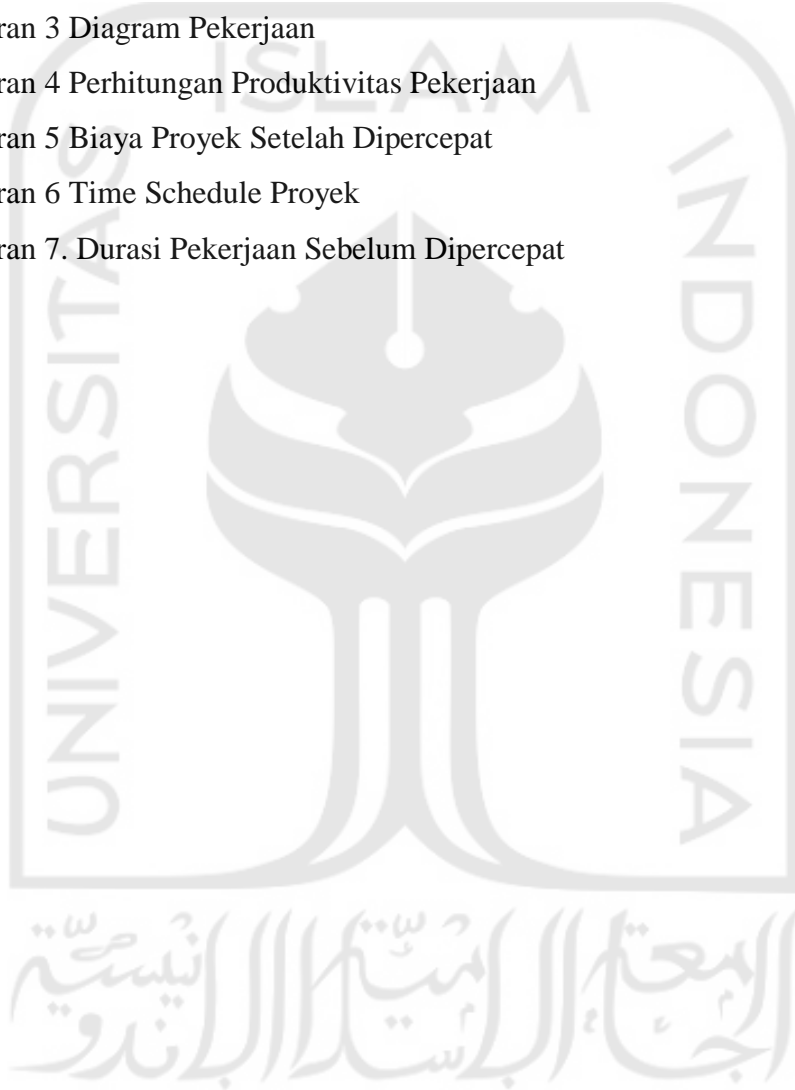 ran 3 Diagram Pekerjaan
ran 4 Perhitungan Produktivitas Pekerjaan
ran 5 Biaya Proyek Setelah Dipercepat
ran 6 Time Schedule Proyek
ran 7. Durasi Pekerjaan Sebelum Dipercepat
ISLAM
UNIVERSITAS
INDONESIA